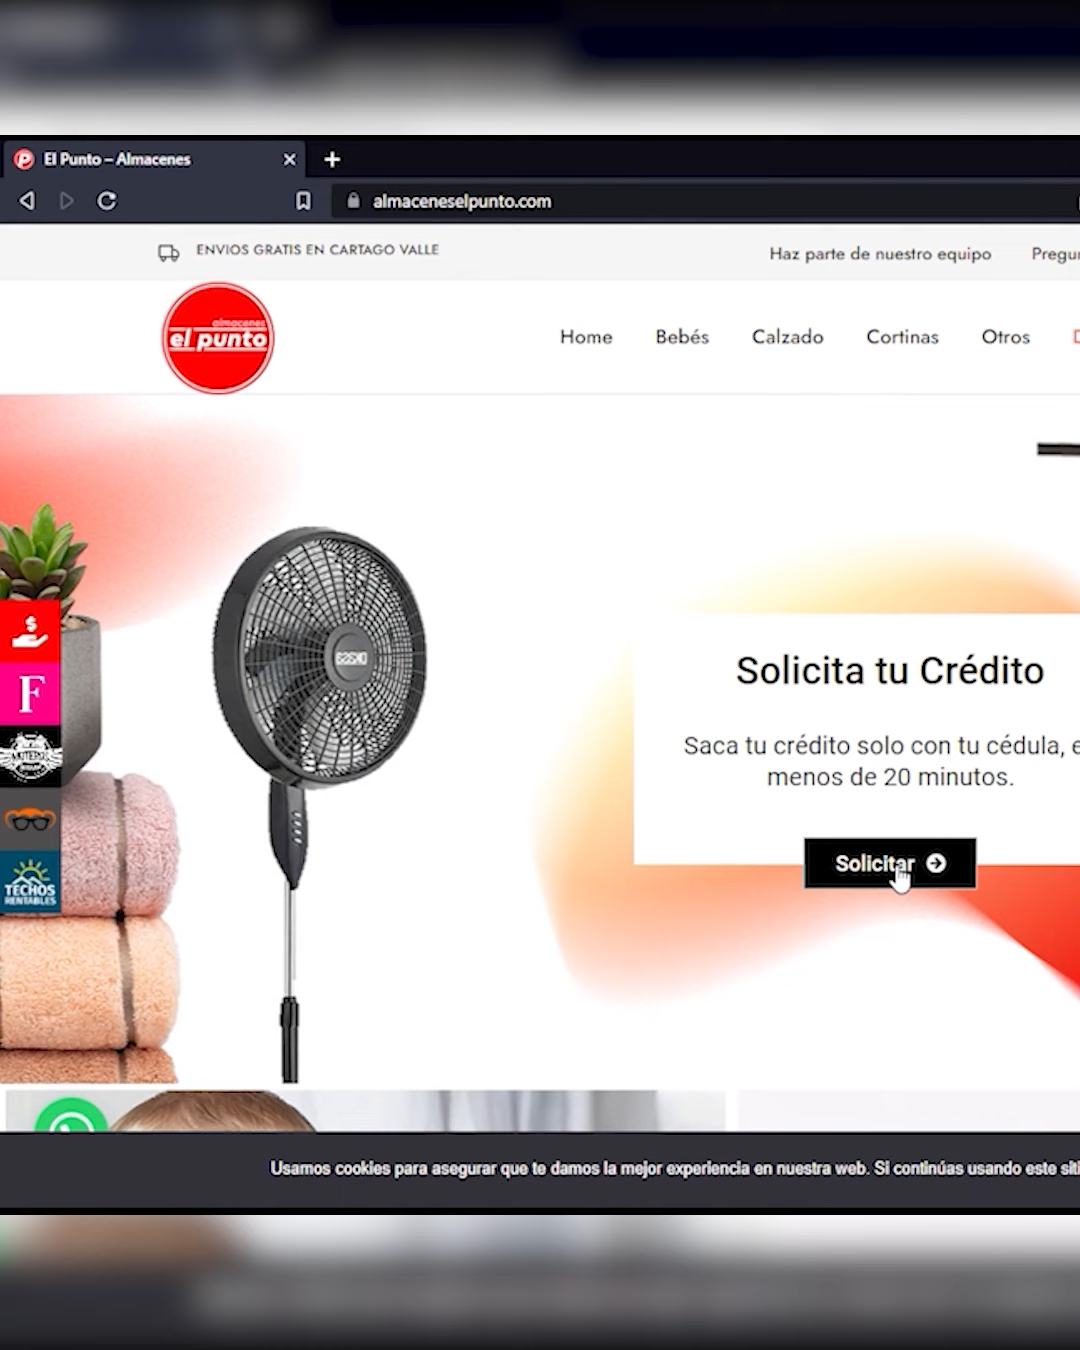 El Punto – Almacenes
almaceneselpunto.com
ENVIOS GRATIS EN CARTAGO VALLE
Haz parte de nuestro equipo
almacenes
el punto
Home Bebés Calzado Cortinas Otros
Solicita tu Crédito
Saca tu crédito solo con tu cédula, e
menos de 20 minutos.
Solicitar
$
F
TECHOS
RENTABLES
Usamos cookies para asegurar que te damos la mejor experiencia en nuestra web. Si continúas usando este siti